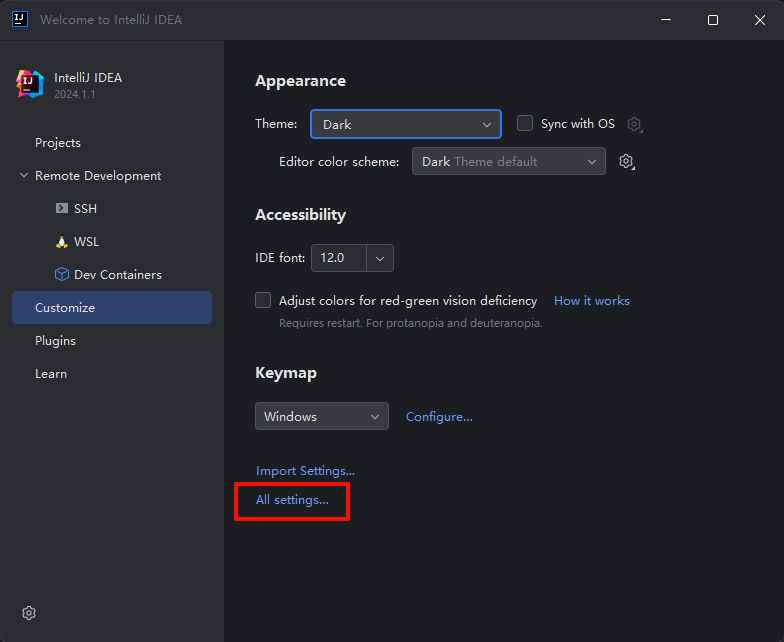 Welcome to IntelliJ IDEA
IntelliJ IDEA
2024.1.1
Projects
Remote Development
SSH
WSL
Dev Containers
Customize
Plugins
Learn
Appearance
Theme: Dark Sync with OS
Editor color scheme: Dark Theme default
Accessibility
IDE font: 12.0
Adjust colors for red-green vision deficiency How it works
Requires restart. For protanopia and deuteranopia.
Keymap
Windows Configure...
Import Settings...
All settings...